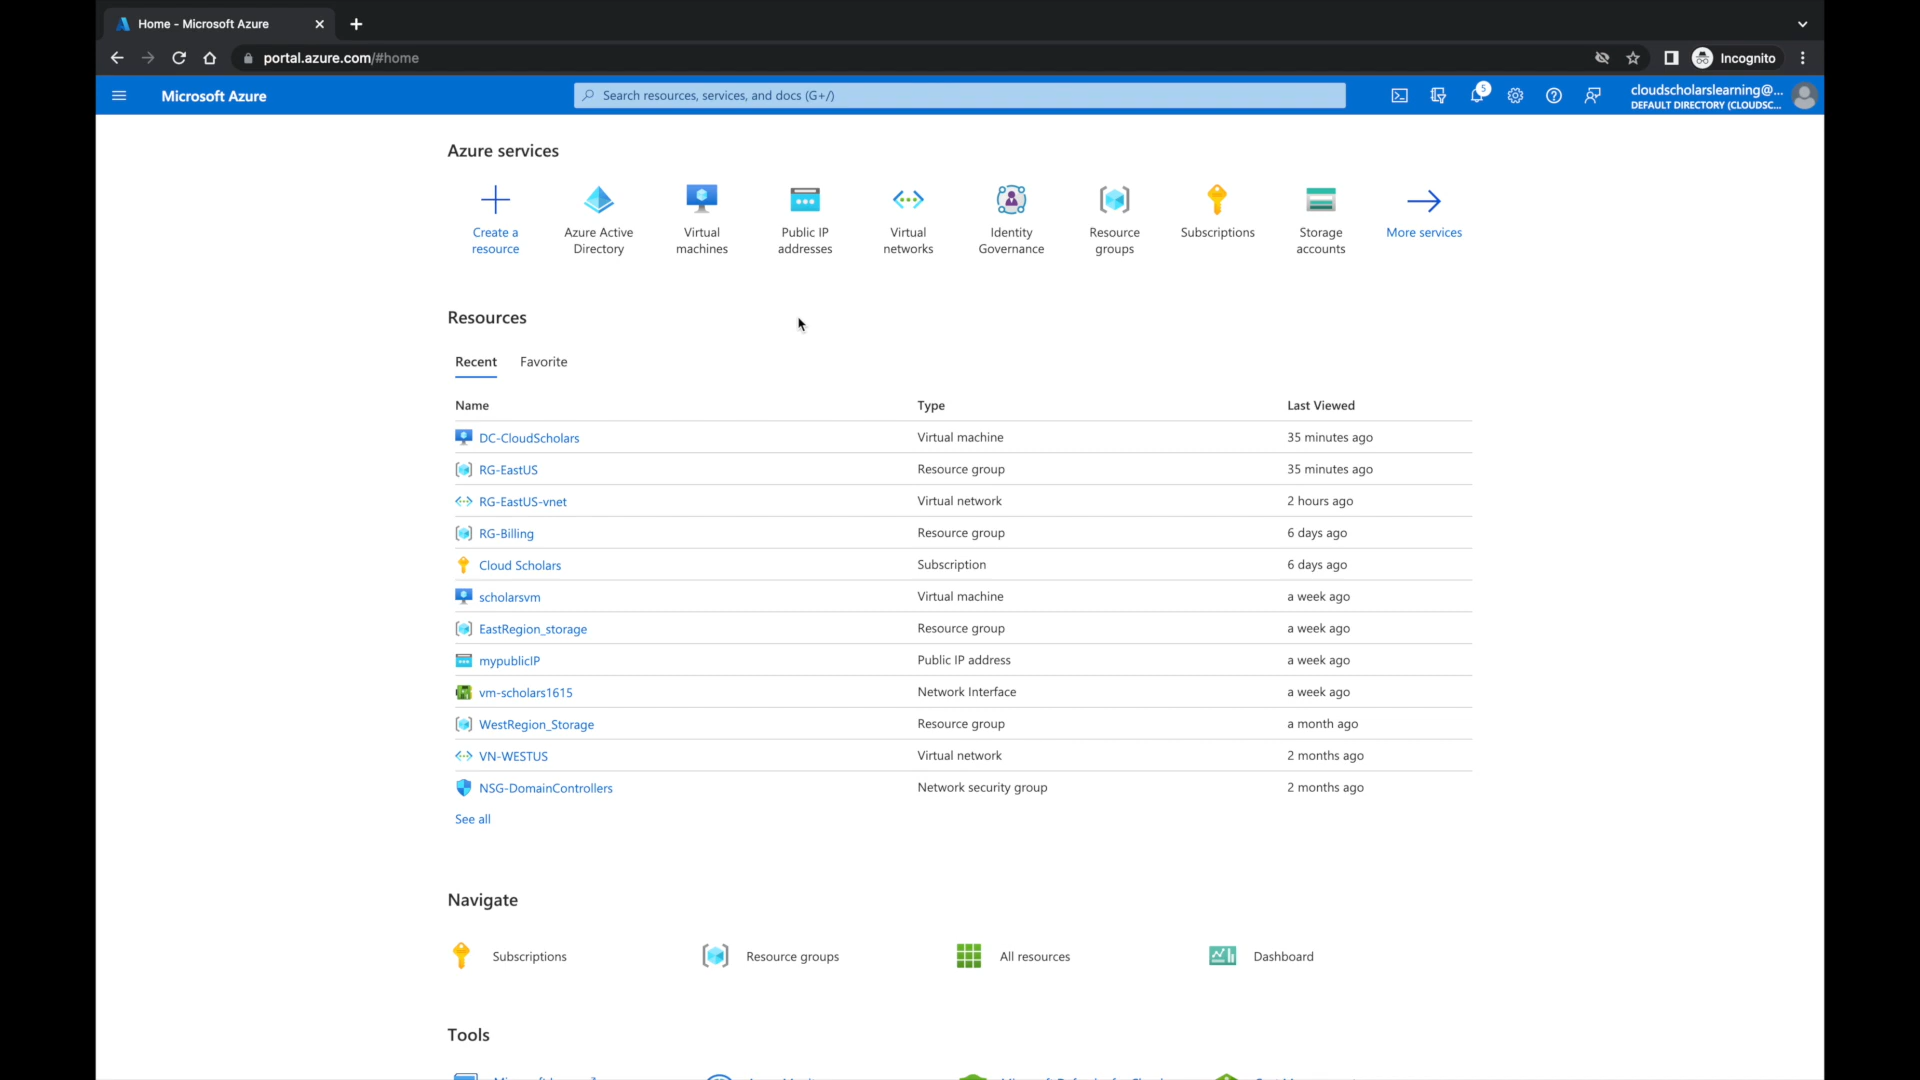 Home - Microsoft Azure
portal.azure.com/#home
Incognito
Microsoft Azure
Search resources, services, and docs (G+/)
5
cloudscholarslearning@...
DEFAULT DIRECTORY (CLOUDSC...
Azure services
Create a resource
Azure Active Directory
Virtual machines
Public IP addresses
Virtual networks
Identity Governance
Resource groups
Subscriptions
Storage accounts
More services
Resources
Recent Favorite
Name Type Last Viewed
DC-CloudScholars Virtual machine 35 minutes ago
RG-EastUS Resource group 35 minutes ago
RG-EastUS-vnet Virtual network 2 hours ago
RG-Billing Resource group 6 days ago
Cloud Scholars Subscription 6 days ago
scholarsvm Virtual machine a week ago
EastRegion_storage Resource group a week ago
mypublicIP Public IP address a week ago
vm-scholars1615 Network Interface a week ago
WestRegion_Storage Resource group a month ago
VN-WESTUS Virtual network 2 months ago
NSG-DomainControllers Network security group 2 months ago
See all
Navigate
Subscriptions Resource groups All resources Dashboard
Tools